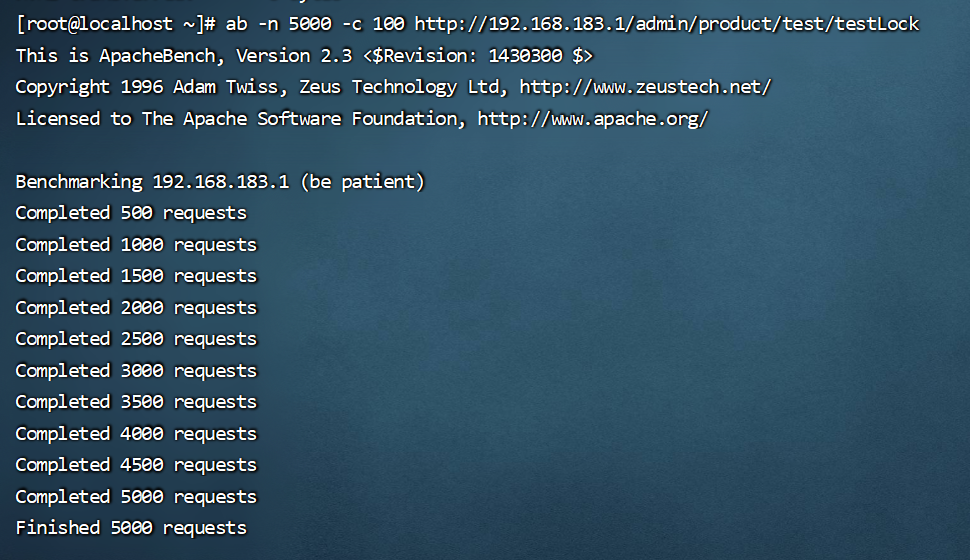 [root@localhost ~]# ab -n 5000 -c 100 http://192.168.183.1/admin/product/test/testLock
This is ApacheBench, Version 2.3 <$Revision: 1430300 $>
Copyright 1996 Adam Twiss, Zeus Technology Ltd, http://www.zeustech.net/
Licensed to The Apache Software Foundation, http://www.apache.org/

Benchmarking 192.168.183.1 (be patient)
Completed 500 requests
Completed 1000 requests
Completed 1500 requests
Completed 2000 requests
Completed 2500 requests
Completed 3000 requests
Completed 3500 requests
Completed 4000 requests
Completed 4500 requests
Completed 5000 requests
Finished 5000 requests